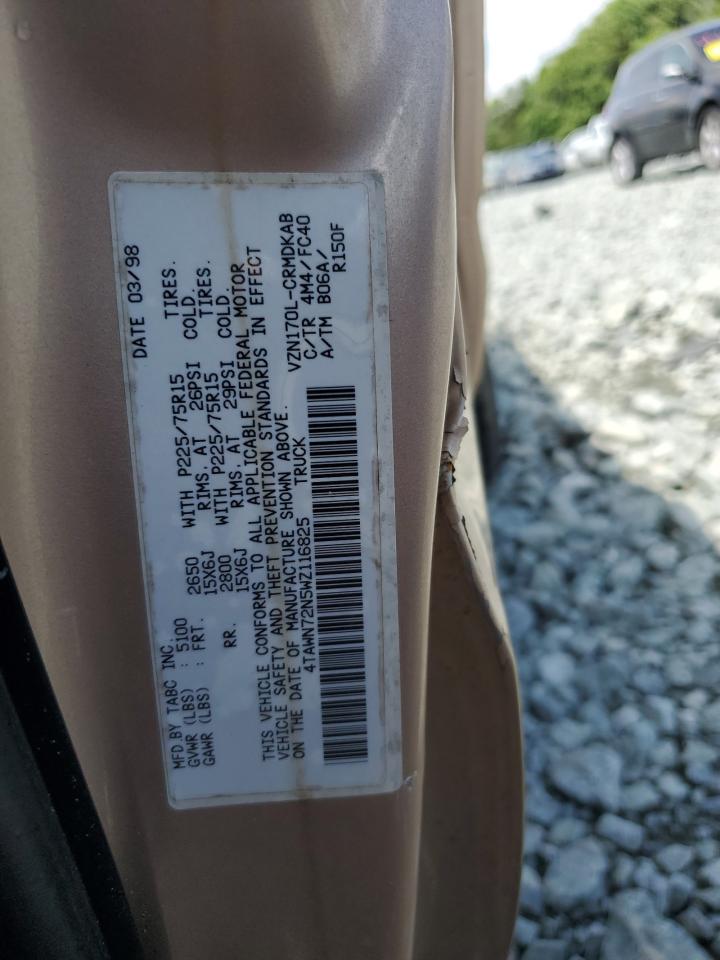 MFD BY TABC INC. DATE 03/98
GVWR (LBS) : 5100
GAWR (LBS) : FRT. 2650 WITH P225/75R15 TIRES.
15X6J RIMS. AT 26PSI COLD.
RR. 2800 WITH P225/75R15 TIRES.
15X6J RIMS. AT 29PSI COLD.
THIS VEHICLE CONFORMS TO ALL APPLICABLE FEDERAL MOTOR
VEHICLE SAFETY AND THEFT PREVENTION STANDARDS IN EFFECT
ON THE DATE OF MANUFACTURE SHOWN ABOVE.
4TAWN72N5WZ116825 TRUCK
VZN170L-CRMDKAB
C/TR 4M4/FC40
A/TM B06A/
R150F